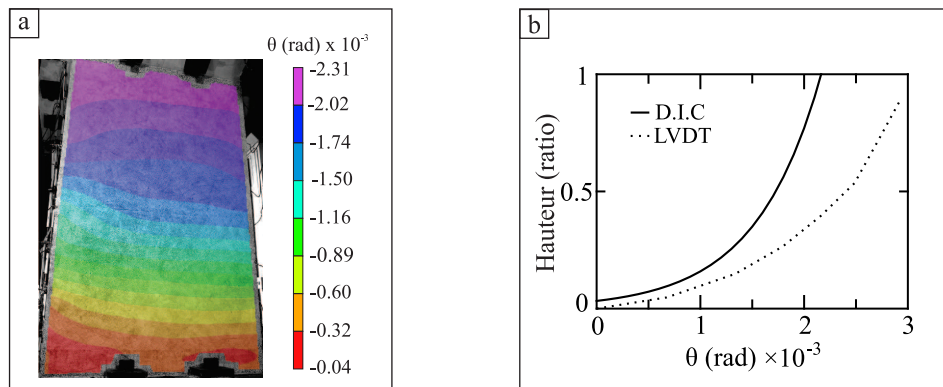 a
θ (rad) x 10⁻³
-2.31
-2.02
-1.74
-1.50
-1.16
-0.89
-0.60
-0.32
-0.04
b
Hauteur (ratio)
1
0.5
0
D.I.C
LVDT
0 1 2 3
θ (rad) ×10⁻³